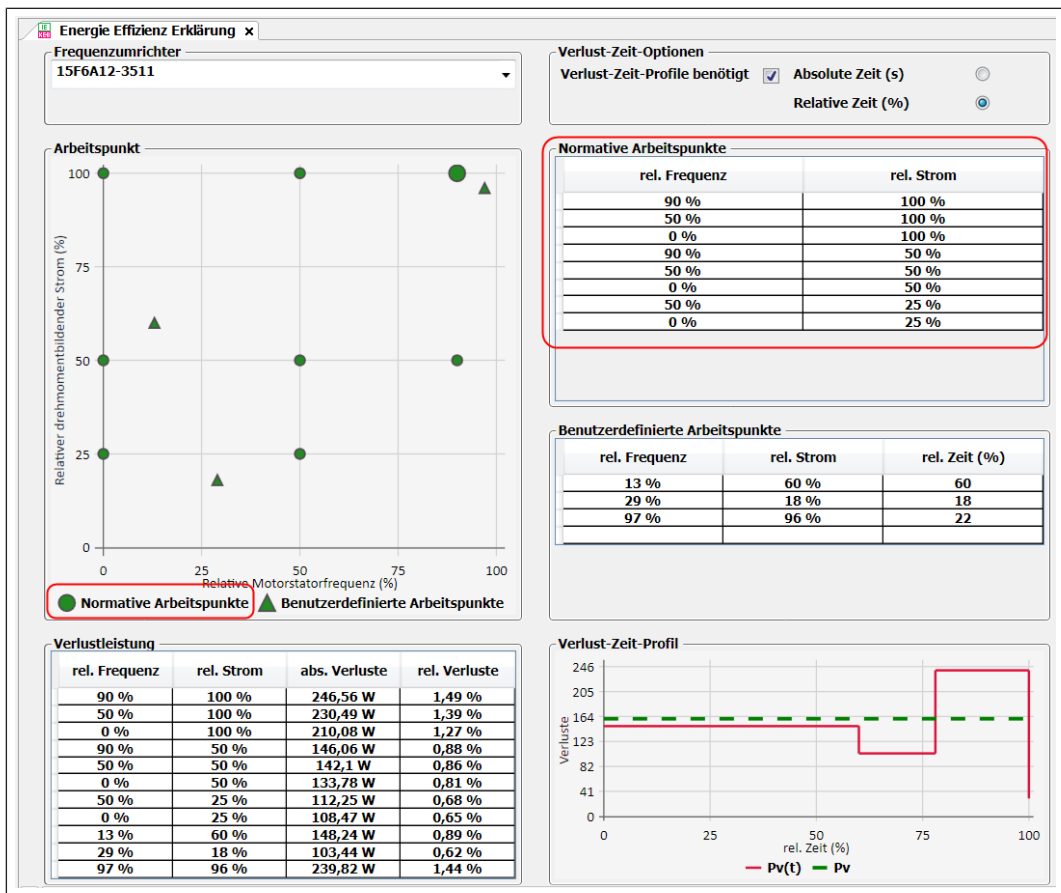 Energie Effizienz Erklärung x
Frequenzumrichter
15F6A12-3511
Verlust-Zeit-Optionen
Verlust-Zeit-Profile benötigt Absolute Zeit (s)
Relative Zeit (%)
Arbeitspunkt
100
75
50
25
0
Relativer drehmomentbildender Strom (%)
0 25 50 75 100
Relative Motorstatorfrequenz (%)
Normative Arbeitspunkte Benutzerdefinierte Arbeitspunkte
Normative Arbeitspunkte
rel. Frequenz rel. Strom
90 % 100 %
50 % 100 %
0 % 100 %
90 % 50 %
50 % 50 %
0 % 50 %
50 % 25 %
0 % 25 %
Benutzerdefinierte Arbeitspunkte
rel. Frequenz rel. Strom rel. Zeit (%)
13 % 60 % 60
29 % 18 % 18
97 % 96 % 22
Verlustleistung
rel. Frequenz rel. Strom abs. Verluste rel. Verluste
90 % 100 % 246,56 W 1,49 %
50 % 100 % 230,49 W 1,39 %
0 % 100 % 210,08 W 1,27 %
90 % 50 % 146,06 W 0,88 %
50 % 50 % 142,1 W 0,86 %
0 % 50 % 133,78 W 0,81 %
50 % 25 % 112,25 W 0,68 %
0 % 25 % 108,47 W 0,65 %
13 % 60 % 148,24 W 0,89 %
29 % 18 % 103,44 W 0,62 %
97 % 96 % 239,82 W 1,44 %
Verlust-Zeit-Profil
246
205
164
123
82
41
0
Verluste
0 25 50 75 100
rel. Zeit (%)
Pv(t) Pv